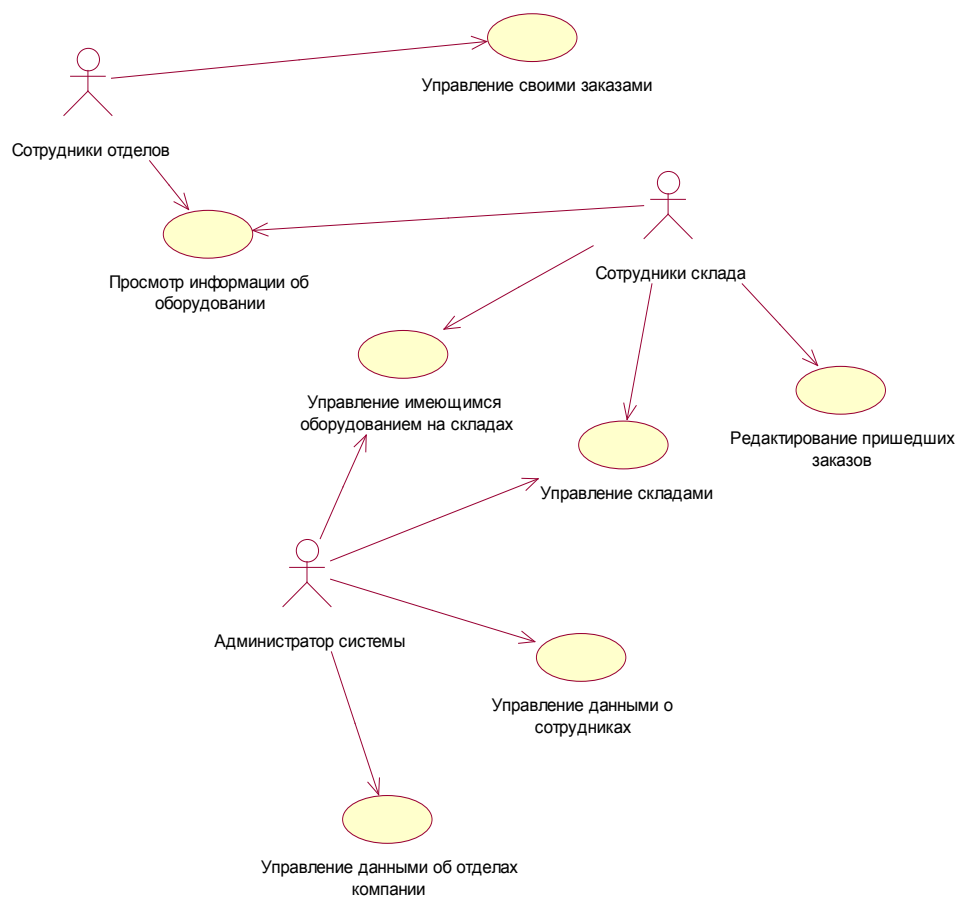 Управление своими заказами
Сотрудники отделов
Просмотр информации об
оборудовании
Сотрудники склада
Управление имеющимся
оборудованием на складах
Редактирование пришедших
заказов
Управление складами
Администратор системы
Управление данными о
сотрудниках
Управление данными об отделах
компании